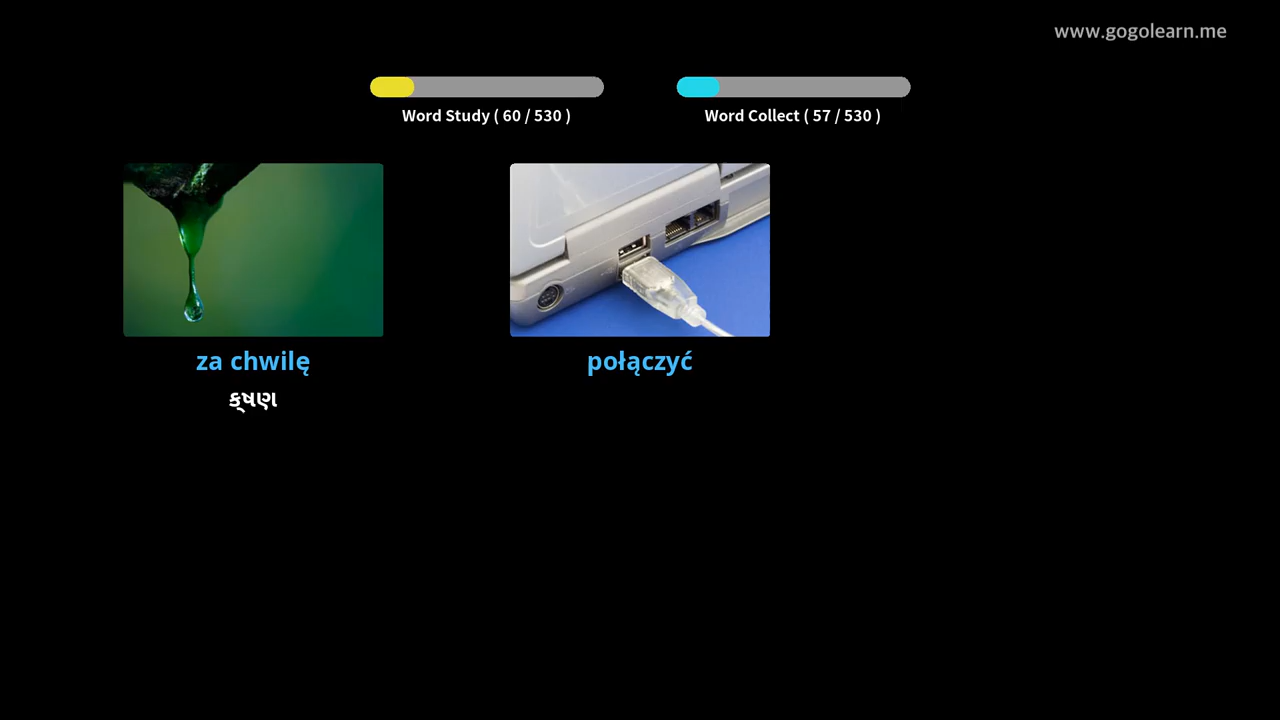 www.gogolearn.me
Word Study ( 60 / 530 )
Word Collect ( 57 / 530 )
za chwilę
ક્ષણ
połączyć